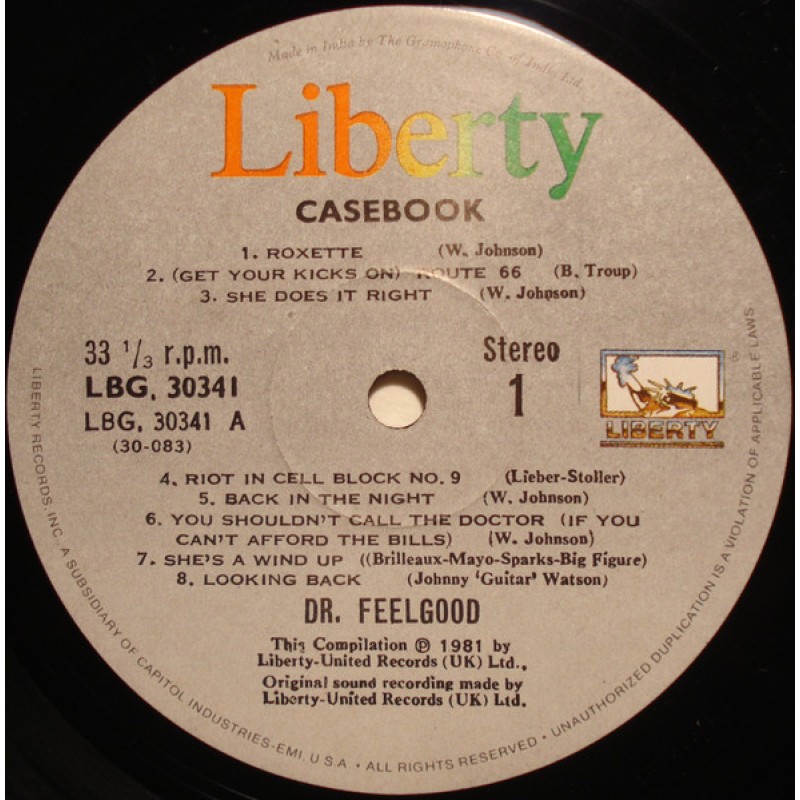 Made in India by The Gramophone Co. of India Ltd.
Liberty
CASEBOOK
1. ROXETTE (W. Johnson)
2. (GET YOUR KICKS ON) ROUTE 66 (B. Troup)
3. SHE DOES IT RIGHT (W. Johnson)
33 1/3 r.p.m.
LBG. 30341
LBG. 30341 A
(30-083)
Stereo
1
®
LIBERTY
4. RIOT IN CELL BLOCK NO. 9 (Lieber-Stoller)
5. BACK IN THE NIGHT (W. Johnson)
6. YOU SHOULDN'T CALL THE DOCTOR (IF YOU
CAN'T AFFORD THE BILLS) (W. Johnson)
7. SHE'S A WIND UP ((Brilleaux-Mayo-Sparks-Big Figure)
8. LOOKING BACK (Johnny 'Guitar' Watson)
DR. FEELGOOD
This Compilation ℗ 1981 by
Liberty-United Records (UK) Ltd.,
Original sound recording made by
Liberty-United Records (UK) Ltd.
LIBERTY RECORDS, INC., A SUBSIDIARY OF CAPITOL INDUSTRIES-EMI, U.S.A • ALL RIGHTS RESERVED • UNAUTHORIZED DUPLICATION IS A VIOLATION OF APPLICABLE LAWS